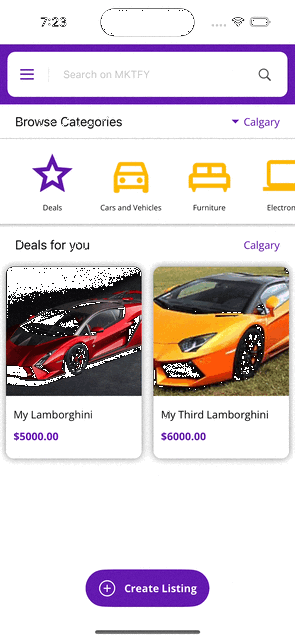 7:23
Search on MKTFY
Browse Categories
Calgary
Deals
Cars and Vehicles
Furniture
Electron
Deals for you
Calgary
My Lamborghini
$5000.00
My Third Lamborghini
$6000.00
Create Listing